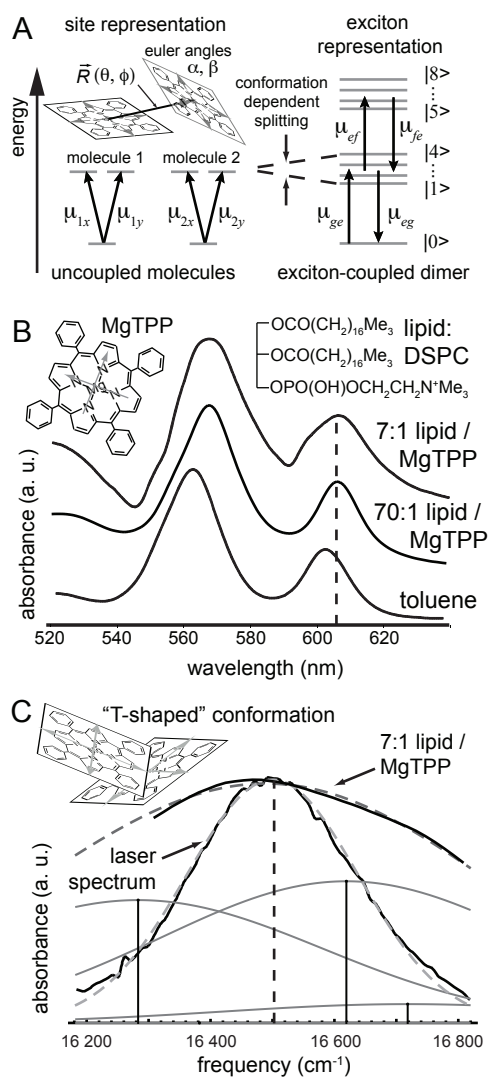 A
site representation
exciton
representation
euler angles
α, β
R⃗(θ, ϕ)
conformation
dependent
splitting
energy
molecule 1
molecule 2
|8>
|5>
|4>
|1>
|0>
μef
μfe
μ1x
μ1y
μ2x
μ2y
μge
μeg
uncoupled molecules
exciton-coupled dimer
B
MgTPP
OCO(CH2)16Me3
OCO(CH2)16Me3
OPO(OH)OCH2CH2N+Me3
lipid:
DSPC
7:1 lipid /
MgTPP
70:1 lipid /
MgTPP
toluene
absorbance (a. u.)
520 540 560 580 600 620
wavelength (nm)
C
“T-shaped” conformation
7:1 lipid /
MgTPP
laser
spectrum
absorbance (a. u.)
16 200 16 400 16 600 16 800
frequency (cm-1)